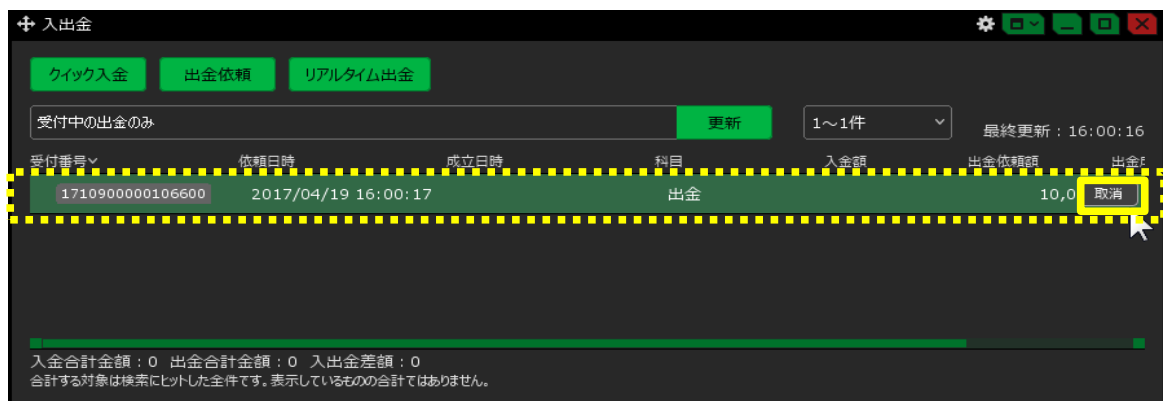 入出金
クイック入金 出金依頼 リアルタイム出金
受付中の出金のみ 更新 1～1件 最終更新：16:00:16
受付番号 依頼日時 成立日時 科目 入金額 出金依頼額 出金
1710900000106600 2017/04/19 16:00:17 出金 10,0 取消
入金合計金額：0 出金合計金額：0 入出金差額：0
合計する対象は検索にヒットした全件です。表示しているものの合計ではありません。